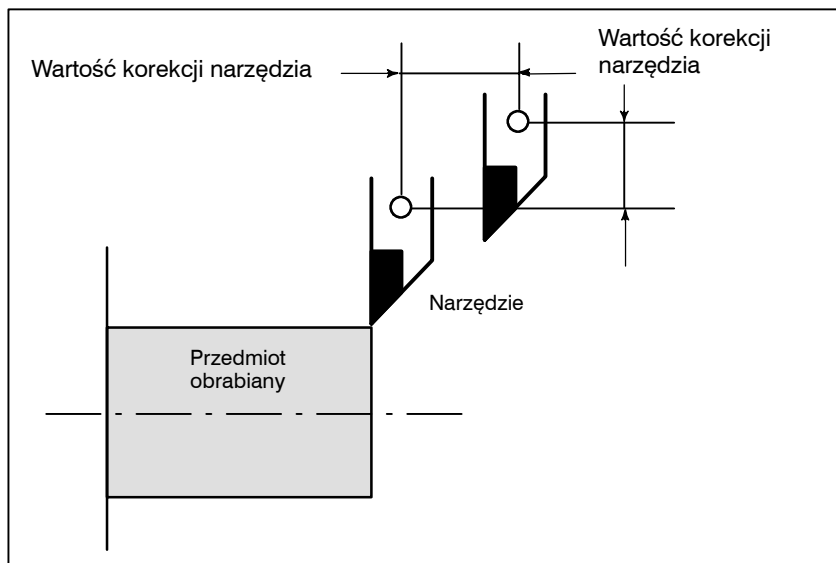 Wartość korekcji narzędzia
Wartość korekcji
narzędzia
Narzędzie
Przedmiot
obrabiany